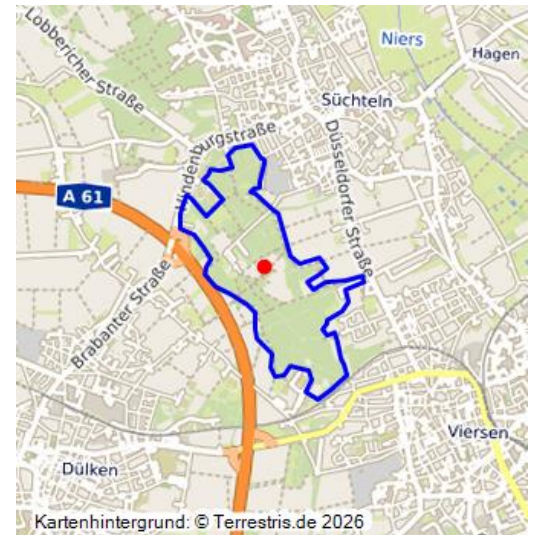 Lobbericher Straße
Niers
Hagen
Süchteln
Hindenburgstraße
Düsseldorfer Straße
A 61
Brabanter Straße
Viersen
Dülken
Kartenhintergrund: © Terrestris.de 2026